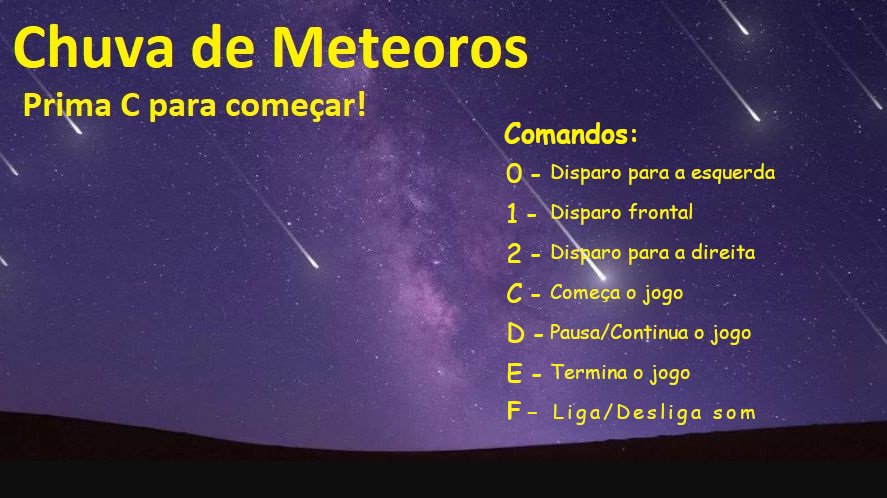 Chuva de Meteoros
Prima C para começar!
Comandos:
0 - Disparo para a esquerda
1 - Disparo frontal
2 - Disparo para a direita
C - Começa o jogo
D - Pausa/Continua o jogo
E - Termina o jogo
F - Liga/Desliga som